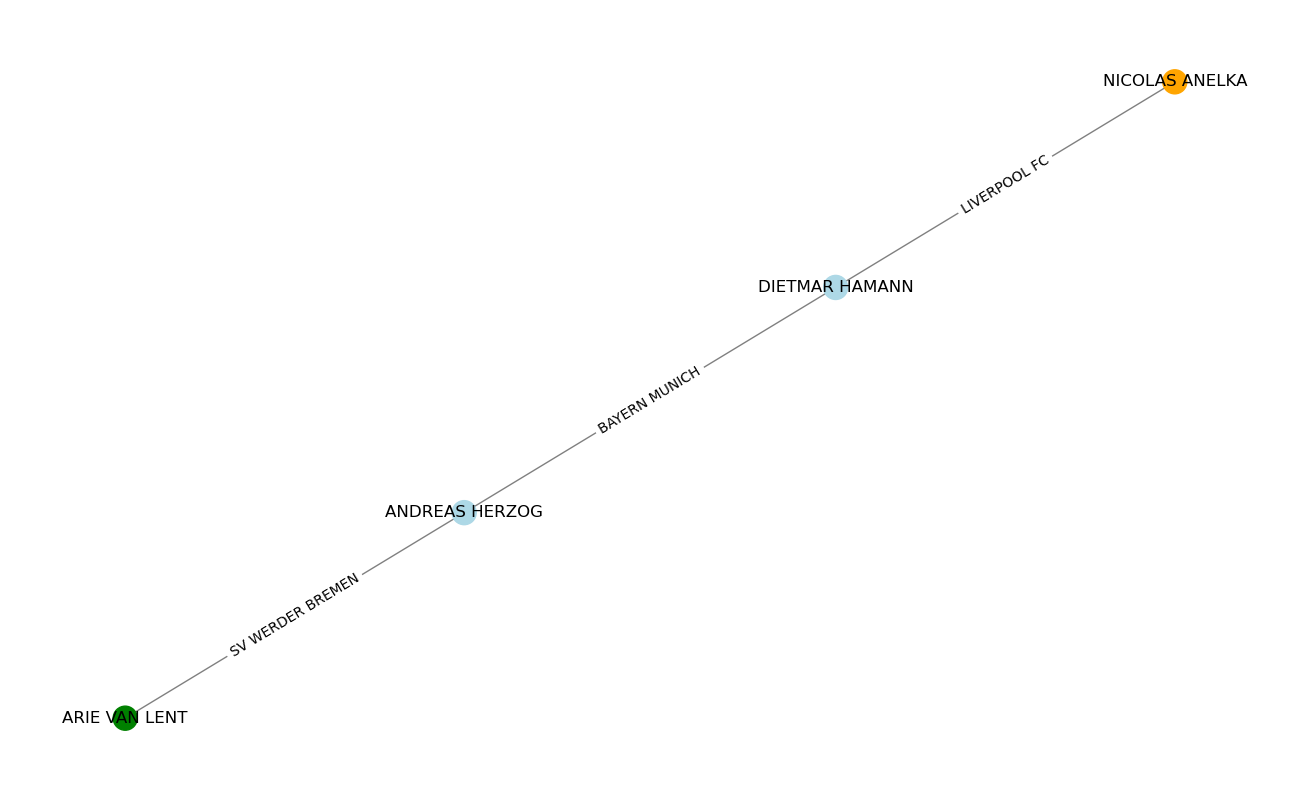 NICOLAS ANELKA
LIVERPOOL FC
DIETMAR HAMANN
BAYERN MUNICH
ANDREAS HERZOG
SV WERDER BREMEN
ARIE VAN LENT